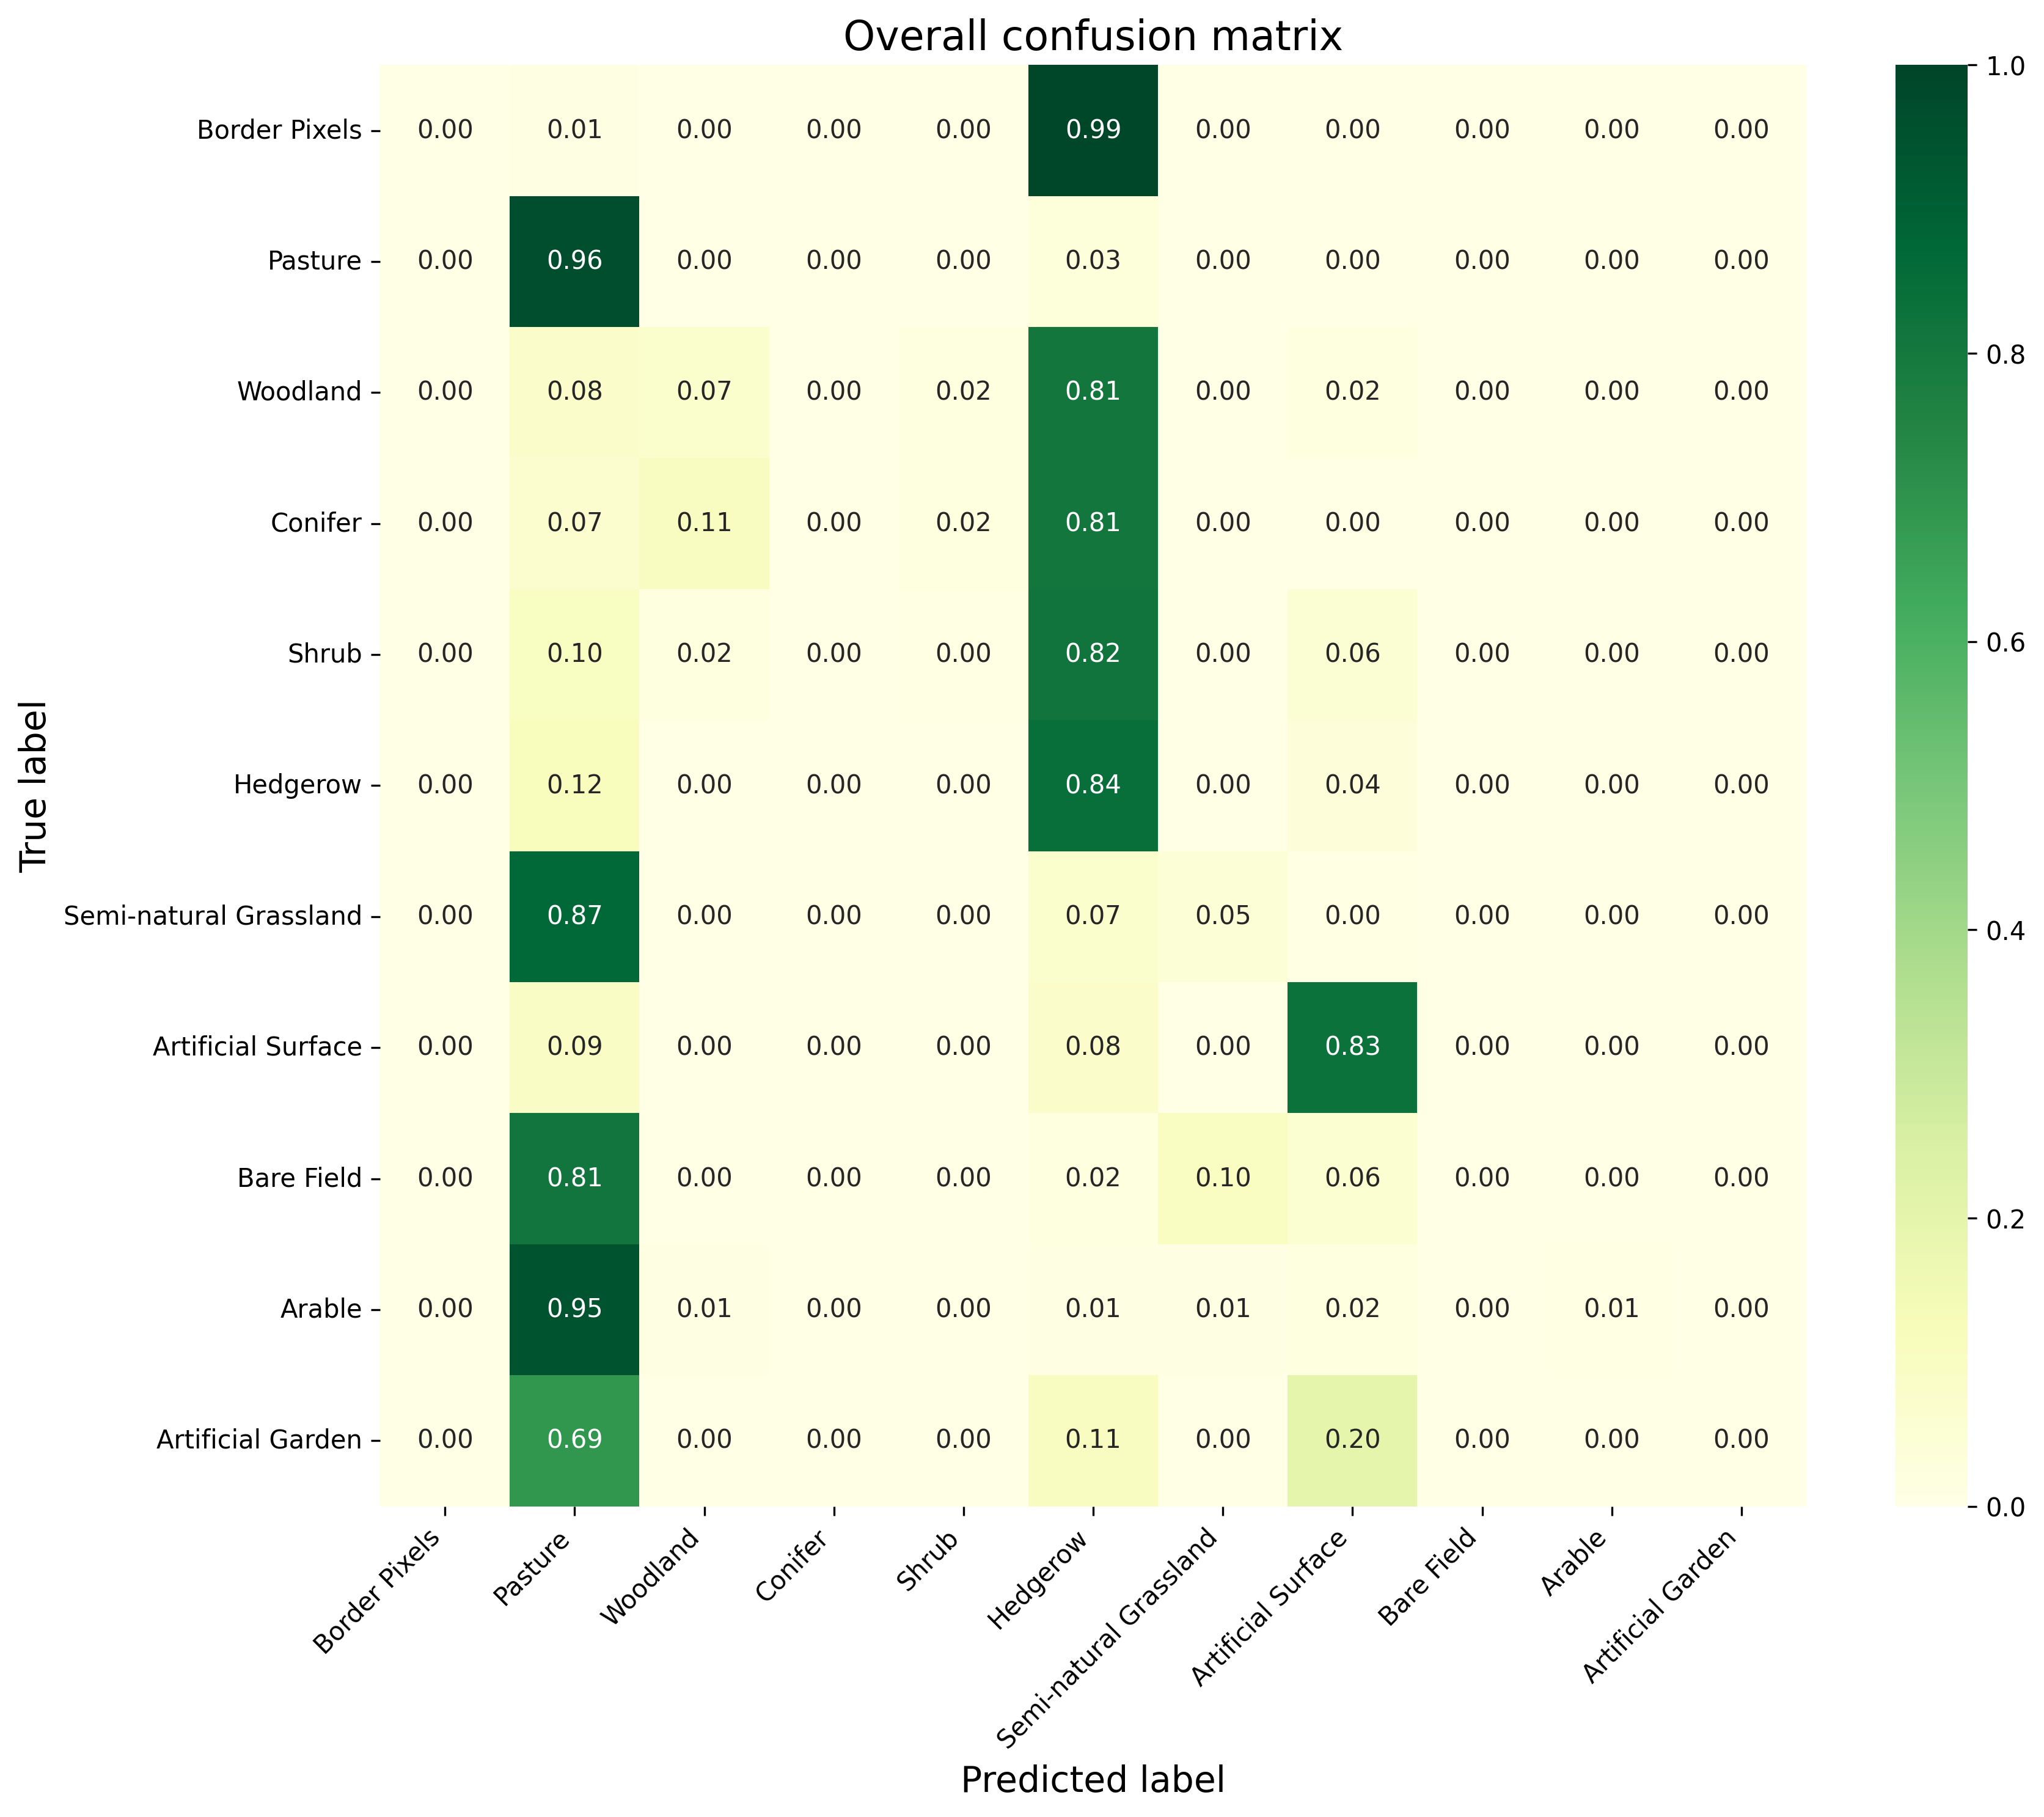 Overall confusion matrix
True label
Border Pixels 0.00 0.01 0.00 0.00 0.00 0.99 0.00 0.00 0.00 0.00 0.00
Pasture 0.00 0.96 0.00 0.00 0.00 0.03 0.00 0.00 0.00 0.00 0.00
Woodland 0.00 0.08 0.07 0.00 0.02 0.81 0.00 0.02 0.00 0.00 0.00
Conifer 0.00 0.07 0.11 0.00 0.02 0.81 0.00 0.00 0.00 0.00 0.00
Shrub 0.00 0.10 0.02 0.00 0.00 0.82 0.00 0.06 0.00 0.00 0.00
Hedgerow 0.00 0.12 0.00 0.00 0.00 0.84 0.00 0.04 0.00 0.00 0.00
Semi-natural Grassland 0.00 0.87 0.00 0.00 0.00 0.07 0.05 0.00 0.00 0.00 0.00
Artificial Surface 0.00 0.09 0.00 0.00 0.00 0.08 0.00 0.83 0.00 0.00 0.00
Bare Field 0.00 0.81 0.00 0.00 0.00 0.02 0.10 0.06 0.00 0.00 0.00
Arable 0.00 0.95 0.01 0.00 0.00 0.01 0.01 0.02 0.00 0.01 0.00
Artificial Garden 0.00 0.69 0.00 0.00 0.00 0.11 0.00 0.20 0.00 0.00 0.00
Border Pixels
Pasture
Woodland
Conifer
Shrub
Hedgerow
Semi-natural Grassland
Artificial Surface
Bare Field
Arable
Artificial Garden
Predicted label
1.0
0.8
0.6
0.4
0.2
0.0